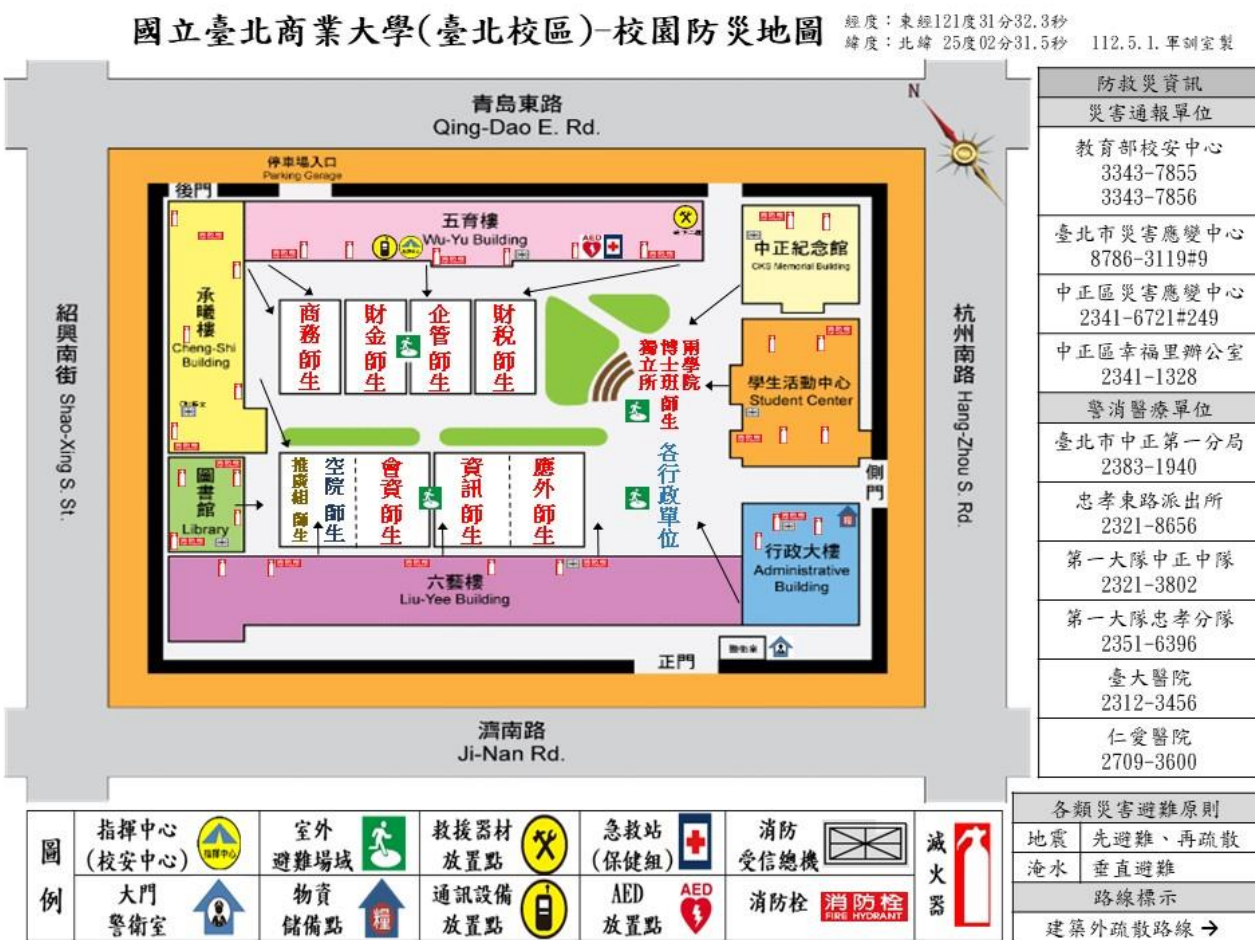 國立臺北商業大學(臺北校區)-校園防災地圖
經度：東經121度31分32.3秒
緯度：北緯 25度02分31.5秒
112.5.1.軍訓室製
青島東路
Qing-Dao E. Rd.
N
停車場入口
Parking Garage
後門
五育樓
Wu-Yu Building
AED
中正紀念館
CKS Memorial Building
承曦樓
Cheng-Shi
Building
商務 師生
財金 師生
企管 師生
財稅 師生
兩學院
博士班 師生
獨立所
學生活動中心
Student Center
紹興南街 Shao-Xing S. St.
杭州南路 Hang-Zhou S. Rd.
圖書館
Library
推廣組 師生
空院 師生
會資 師生
資訊 師生
應外 師生
各行政單位
側門
糧
行政大樓
Administrative
Building
六藝樓
Liu-Yee Building
警衛室
正門
濟南路
Ji-Nan Rd.
防救災資訊
災害通報單位
教育部校安中心
3343-7855
3343-7856
臺北市災害應變中心
8786-3119#9
中正區災害應變中心
2341-6721#249
中正區幸福里辦公室
2341-1328
警消醫療單位
臺北市中正第一分局
2383-1940
忠孝東路派出所
2321-8656
第一大隊中正中隊
2321-3802
第一大隊忠孝分隊
2351-6396
臺大醫院
2312-3456
仁愛醫院
2709-3600
圖例
指揮中心
(校安中心)
指揮中心
室外
避難場域
救援器材
放置點
急救站
(保健組)
消防
受信總機
滅火器
大門
警衛室
物資
儲備點
糧
通訊設備
放置點
AED
放置點
AED
消防栓
消防栓
FIRE HYDRANT
各類災害避難原則
地震 先避難、再疏散
淹水 垂直避難
路線標示
建築外疏散路線→